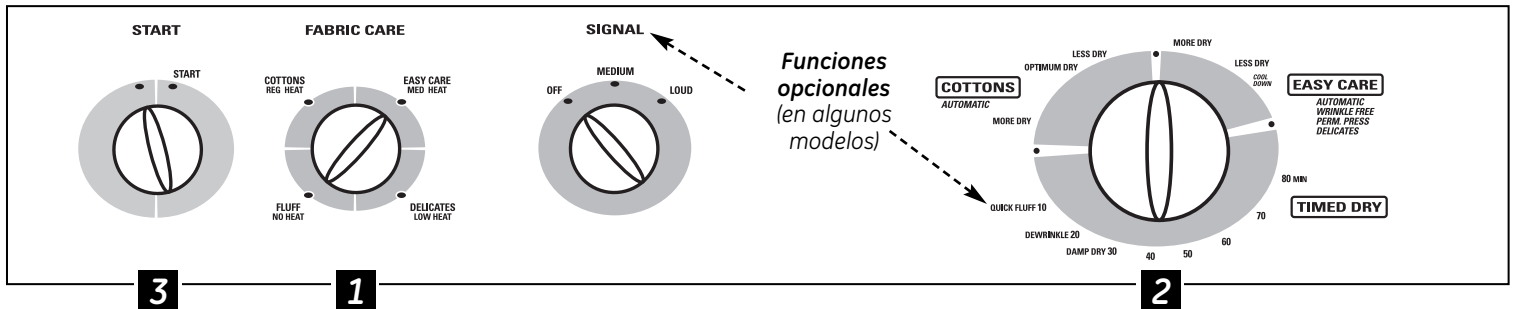 START
START
FABRIC CARE
COTTONS
REG HEAT
EASY CARE
MED HEAT
FLUFF
NO HEAT
DELICATES
LOW HEAT
SIGNAL
OFF
MEDIUM
LOUD
Funciones
opcionales
(en algunos
modelos)
COTTONS
AUTOMATIC
MORE DRY
OPTIMUM DRY
LESS DRY
MORE DRY
LESS DRY
COOL
DOWN
EASY CARE
AUTOMATIC
WRINKLE FREE
PERM. PRESS
DELICATES
80 MIN
TIMED DRY
70
60
50
40
DAMP DRY 30
DEWRINKLE 20
QUICK FLUFF 10
3
1
2